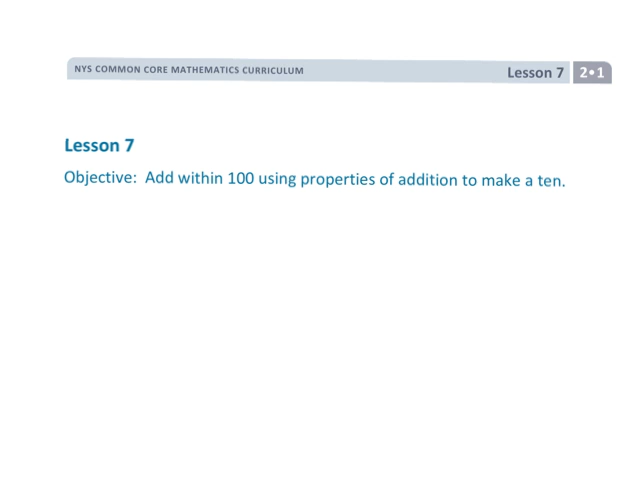 NYS COMMON CORE MATHEMATICS CURRICULUM Lesson 7 2•1
Lesson 7
Objective: Add within 100 using properties of addition to make a ten.